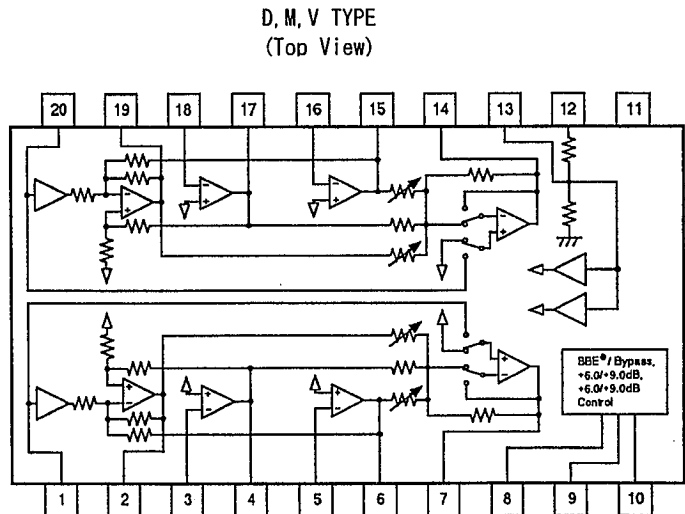 D, M, V TYPE
(Top View)
20 19 18 17 16 15 14 13 12 11
BBE® / Bypass,
+6.0/+9.0dB,
+6.0/+9.0dB
Control
1 2 3 4 5 6 7 8 9 10